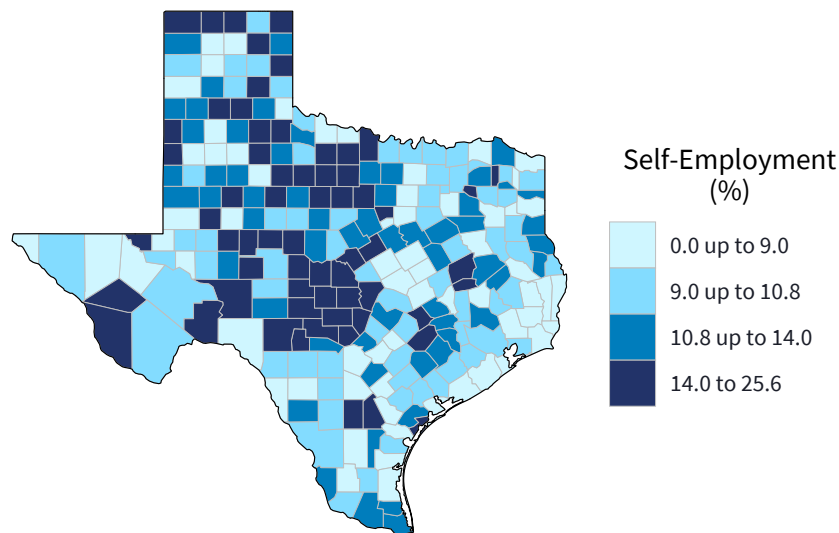 Self-Employment
(%)
0.0 up to 9.0
9.0 up to 10.8
10.8 up to 14.0
14.0 to 25.6